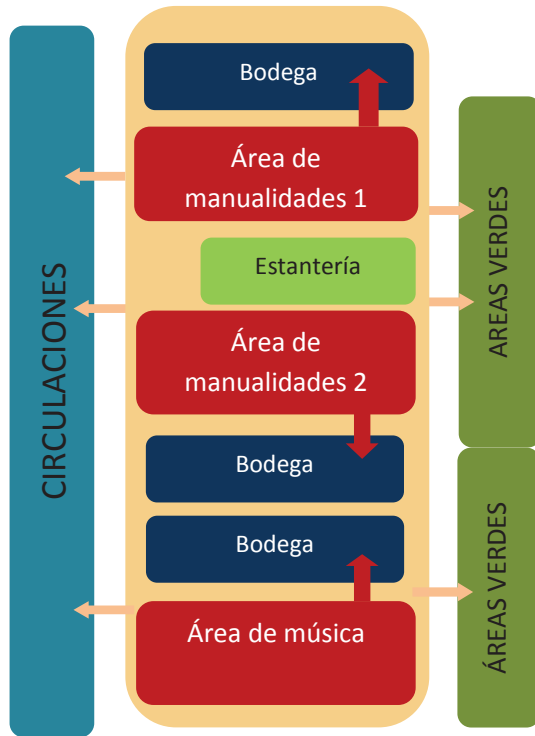 Bodega
Área de
manualidades 1
Estantería
Área de
manualidades 2
Bodega
Bodega
Área de música
CIRCULACIONES
AREAS VERDES
ÁREAS VERDES